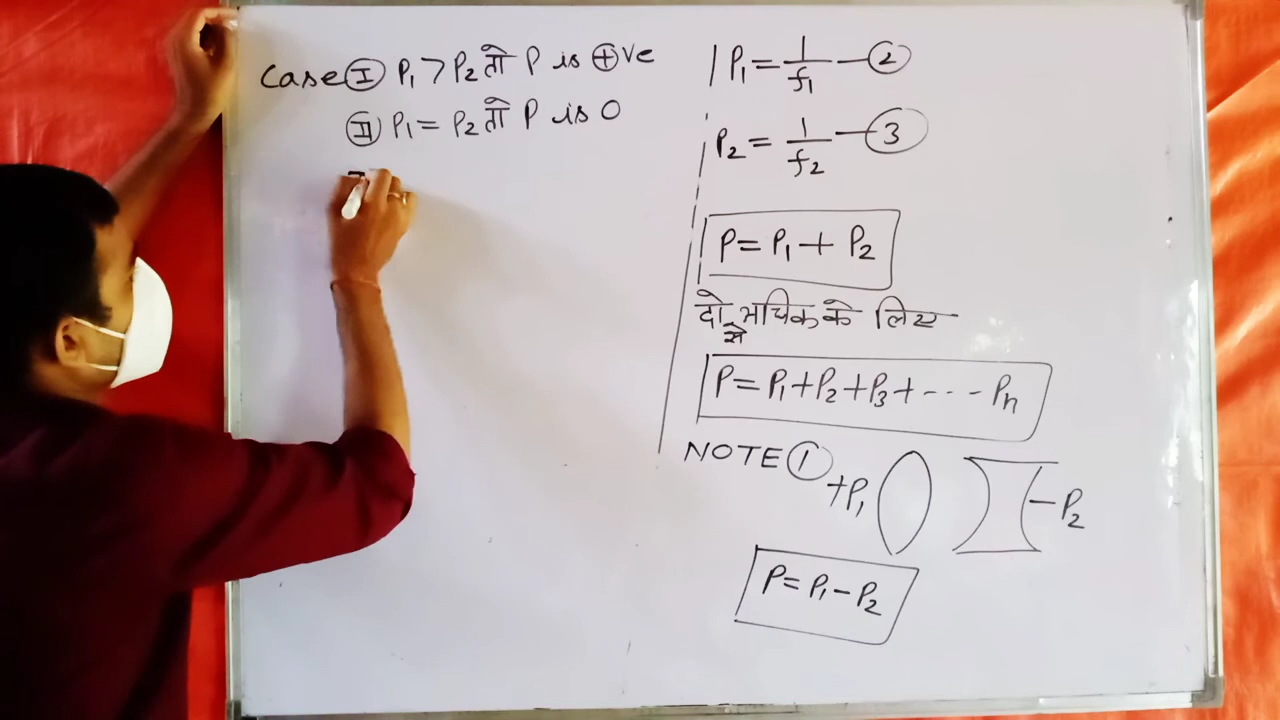 Case Ⓘ P₁ > P₂ तो P is ⊕ve
Ⓘⓘ P₁ = P₂ तो P is 0
P₁ = 1/f₁ — ②
P₂ = 1/f₂ — ③
P = P₁ + P₂
दो से अधिक के लिए
P = P₁ + P₂ + P₃ + - - - - Pn
NOTE ①
+P₁ -P₂
P = P₁ - P₂